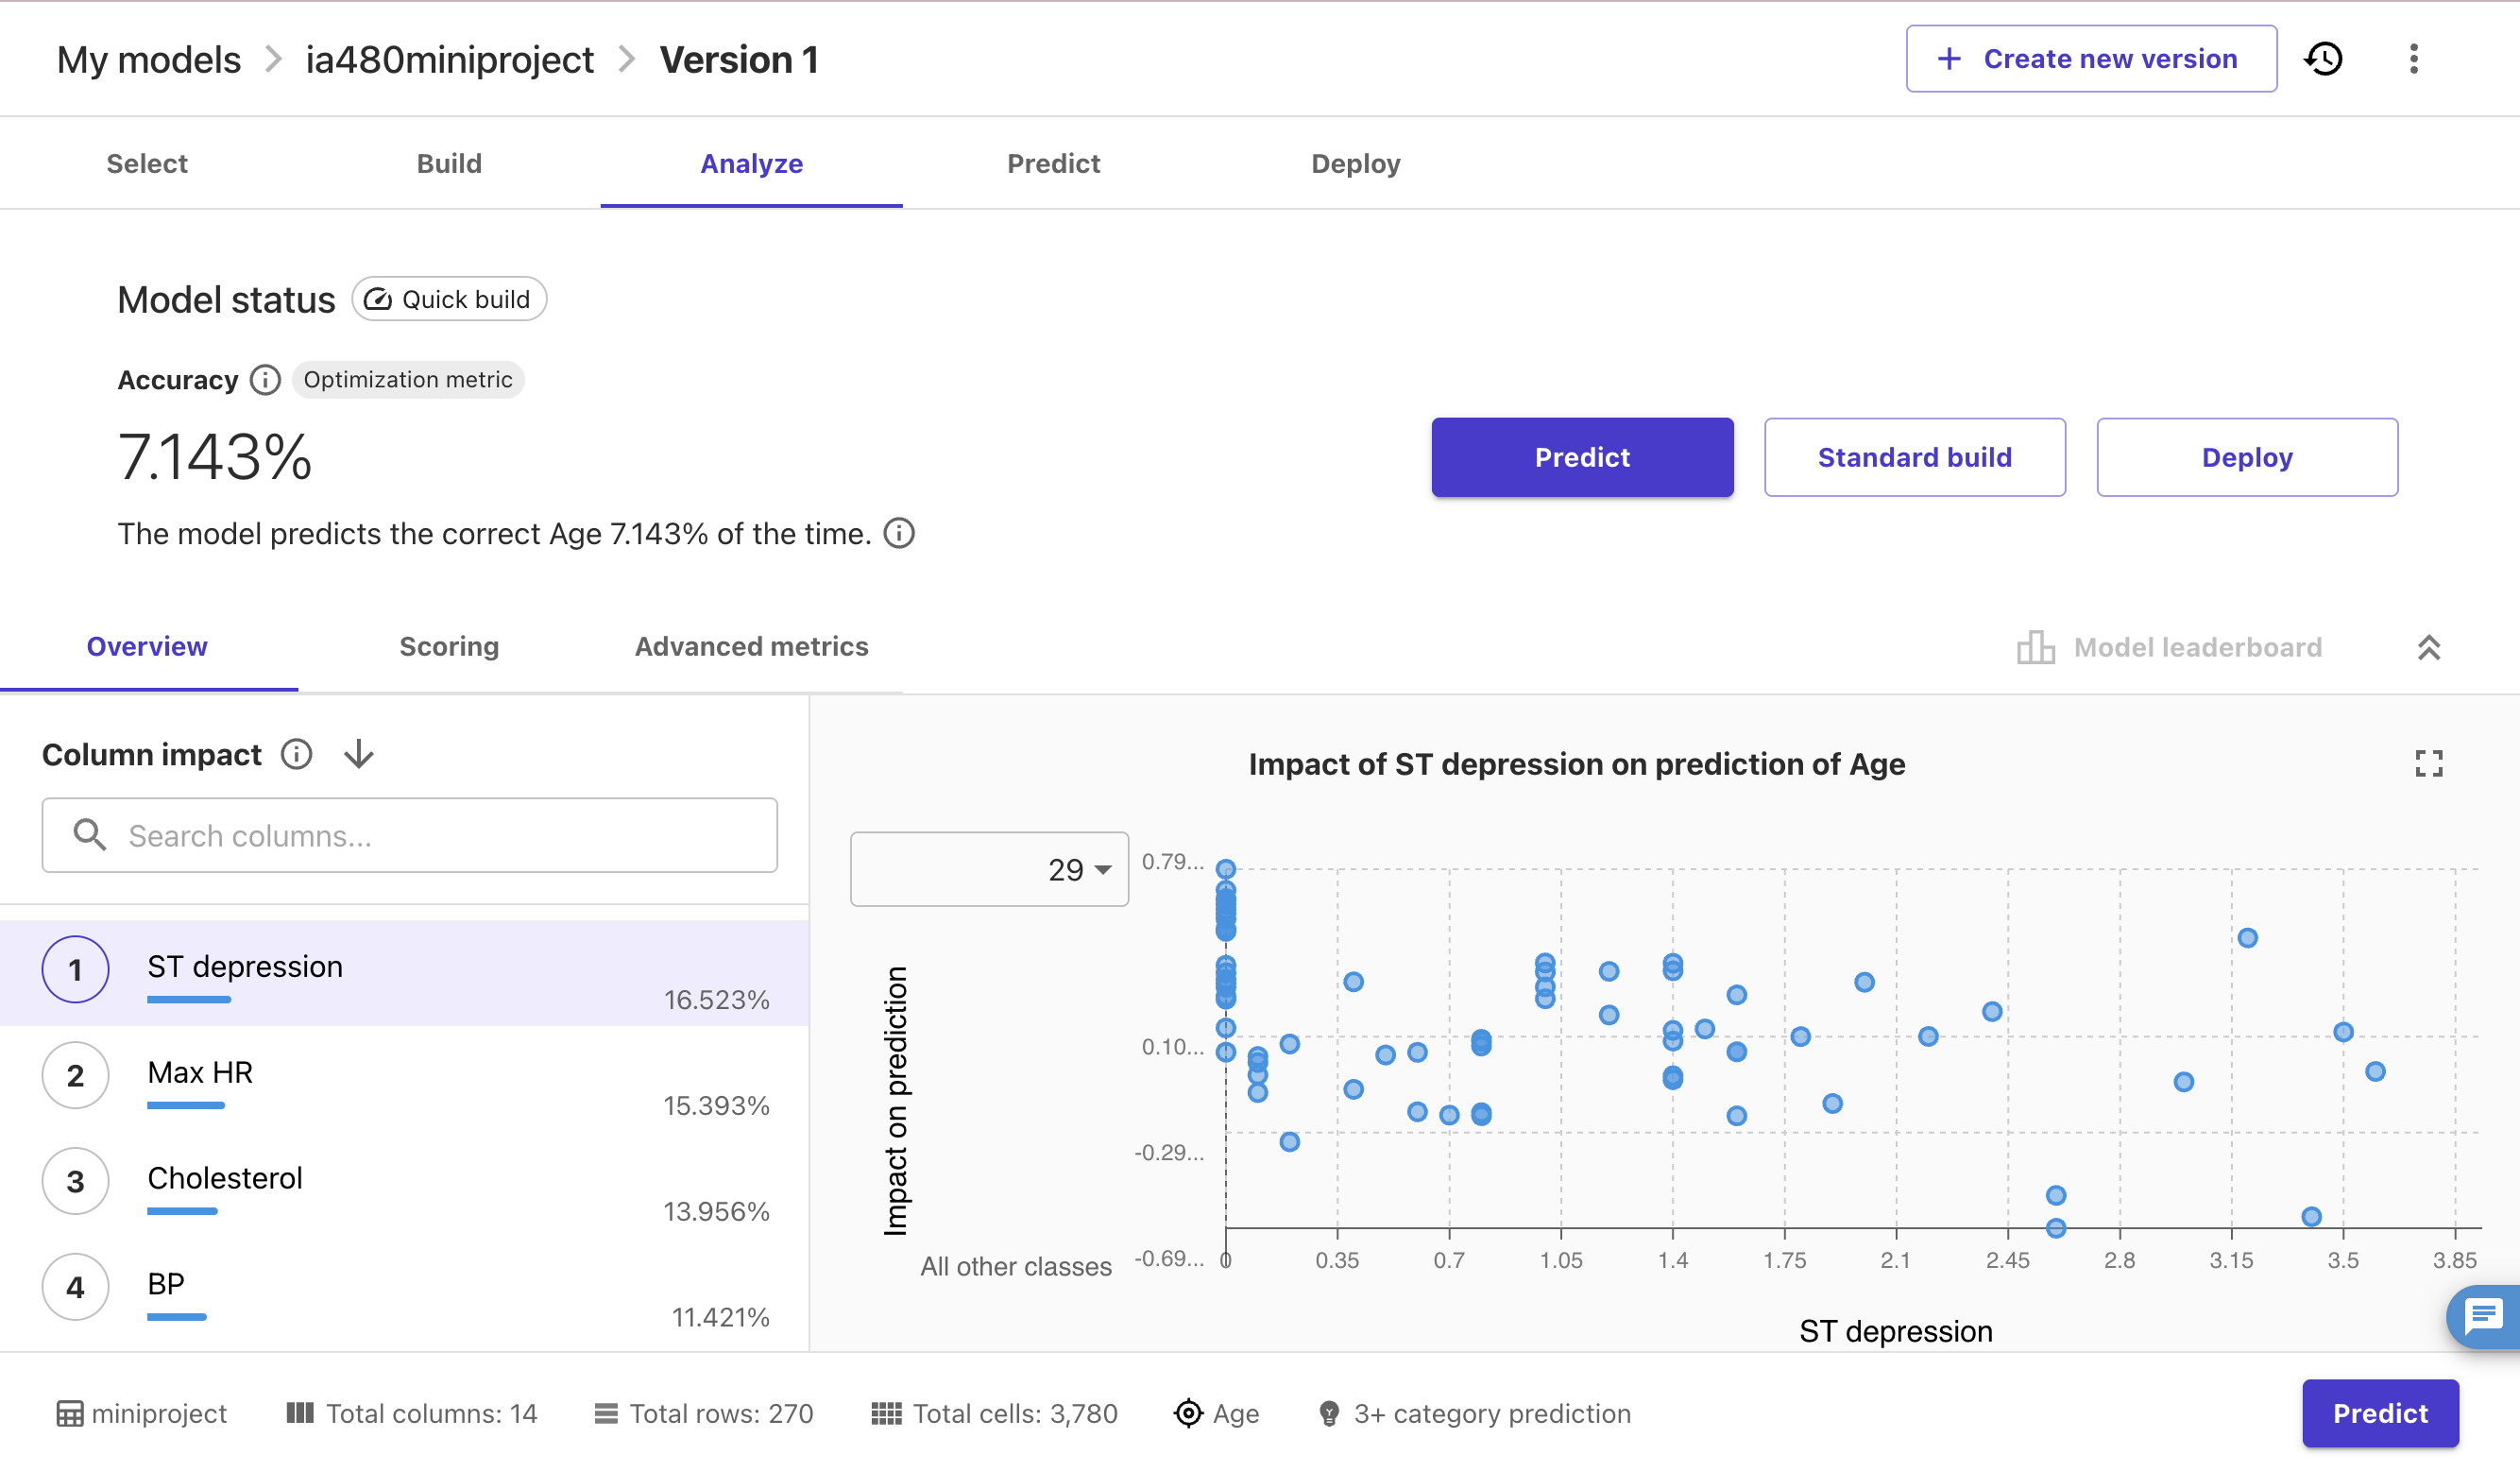 My models > ia480miniproject > Version 1
+ Create new version
Select Build Analyze Predict Deploy
Model status Quick build
Accuracy Optimization metric
7.143%
The model predicts the correct Age 7.143% of the time.
Predict Standard build Deploy
Overview Scoring Advanced metrics
Model leaderboard
Column impact
Search columns...
1 ST depression 16.523%
2 Max HR 15.393%
3 Cholesterol 13.956%
4 BP 11.421%
Impact of ST depression on prediction of Age
29
Impact on prediction
0.79...
0.10...
-0.29...
-0.69...
All other classes
0 0.35 0.7 1.05 1.4 1.75 2.1 2.45 2.8 3.15 3.5 3.85
ST depression
miniproject Total columns: 14 Total rows: 270 Total cells: 3,780 Age 3+ category prediction
Predict